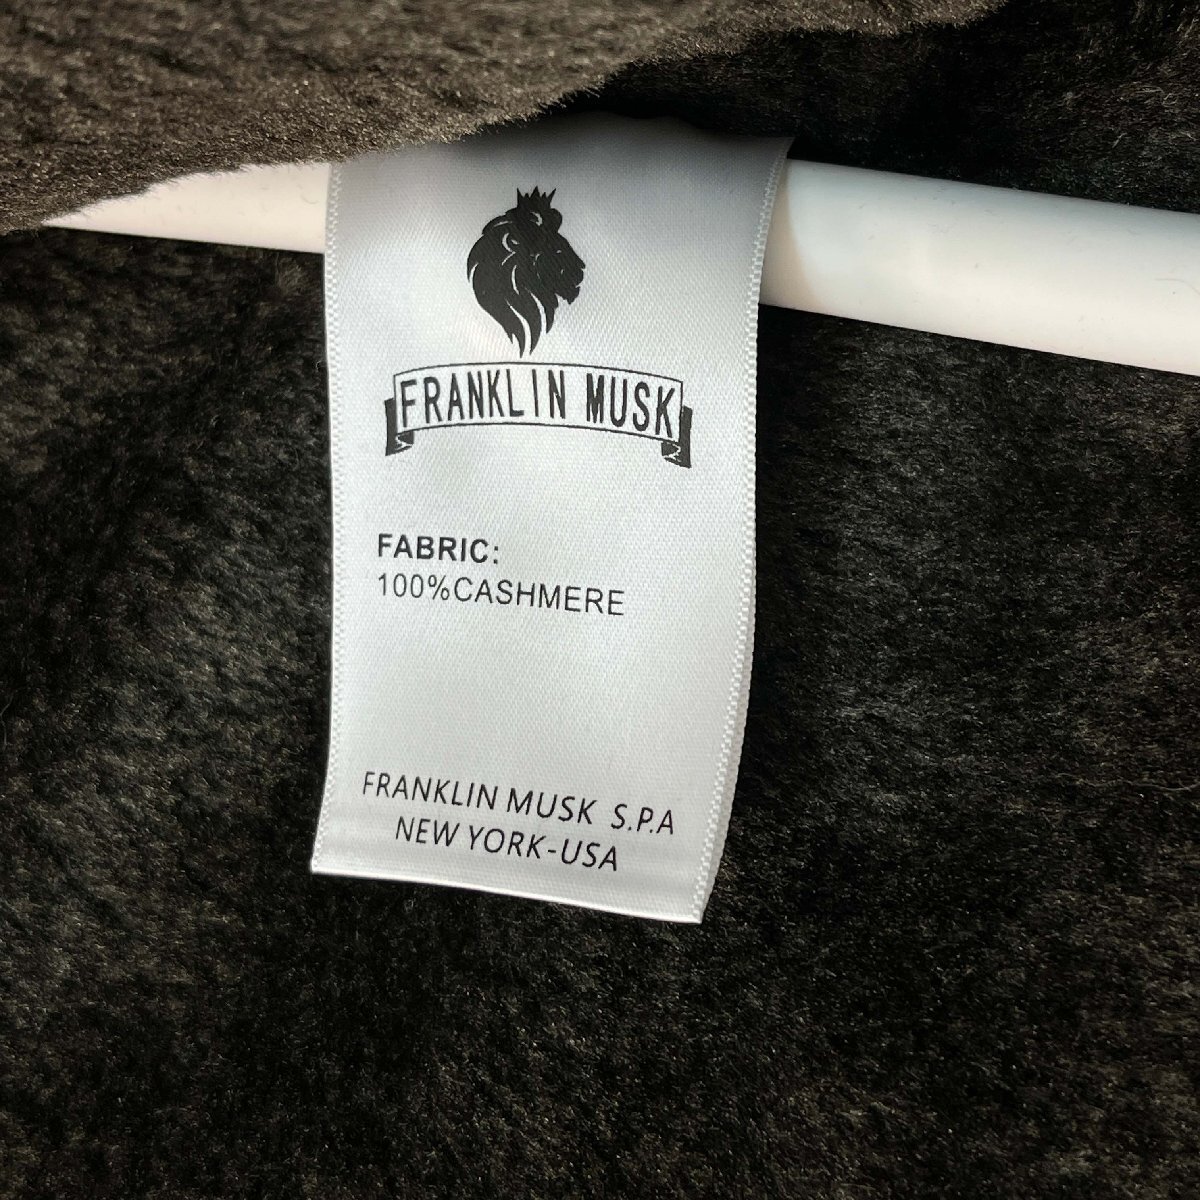 FRANKLIN MUSK
FABRIC:
100%CASHMERE
FRANKLIN MUSK S.P.A
NEW YORK-USA